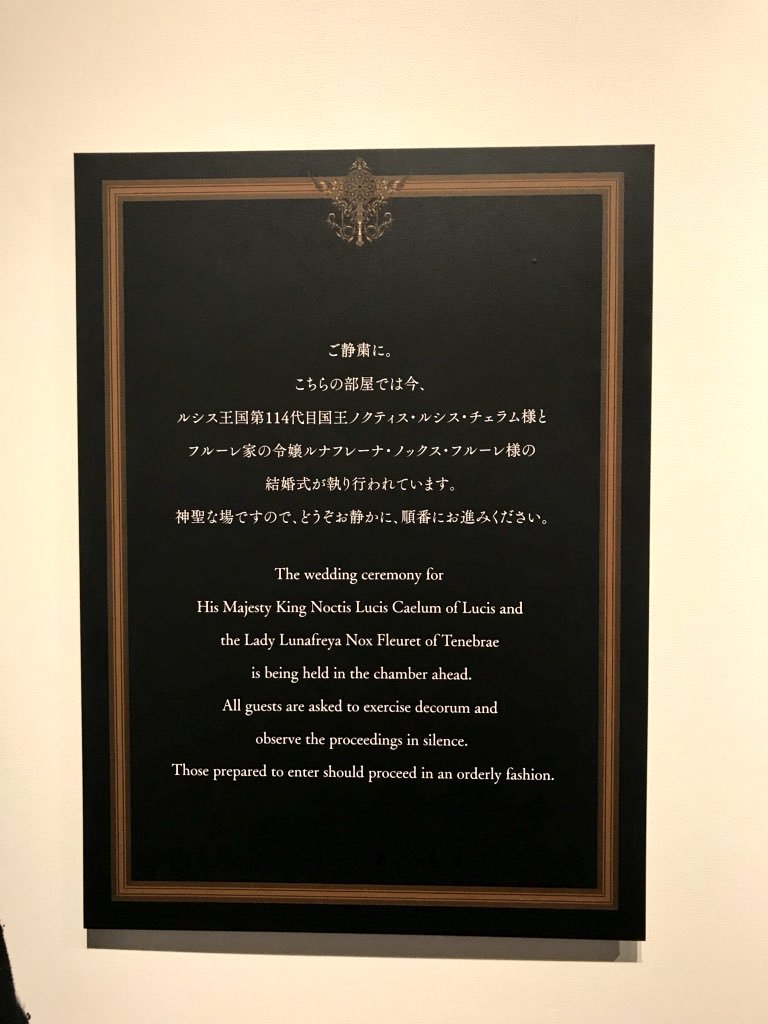 ご静粛に。
こちらの部屋では今、
ルシス王国第114代目国王ノクティス・ルシス・チェラム様と
フルーレ家の令嬢ルナフレーナ・ノックス・フルーレ様の
結婚式が執り行われています。
神聖な場ですので、どうぞお静かに、順番にお進みください。
The wedding ceremony for
His Majesty King Noctis Lucis Caelum of Lucis and
the Lady Lunafreya Nox Fleuret of Tenebrae
is being held in the chamber ahead.
All guests are asked to exercise decorum and
observe the proceedings in silence.
Those prepared to enter should proceed in an orderly fashion.